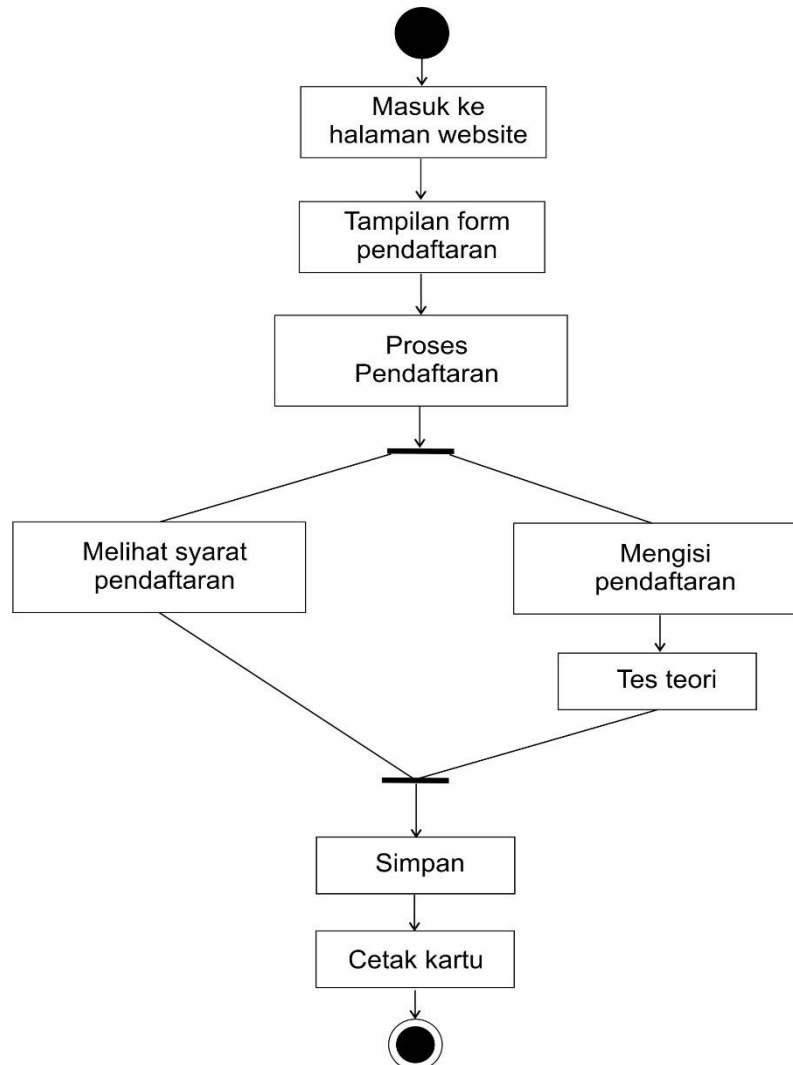 Masuk ke
halaman website
Tampilan form
pendaftaran
Proses
Pendaftaran
Melihat syarat
pendaftaran
Mengisi
pendaftaran
Tes teori
Simpan
Cetak kartu